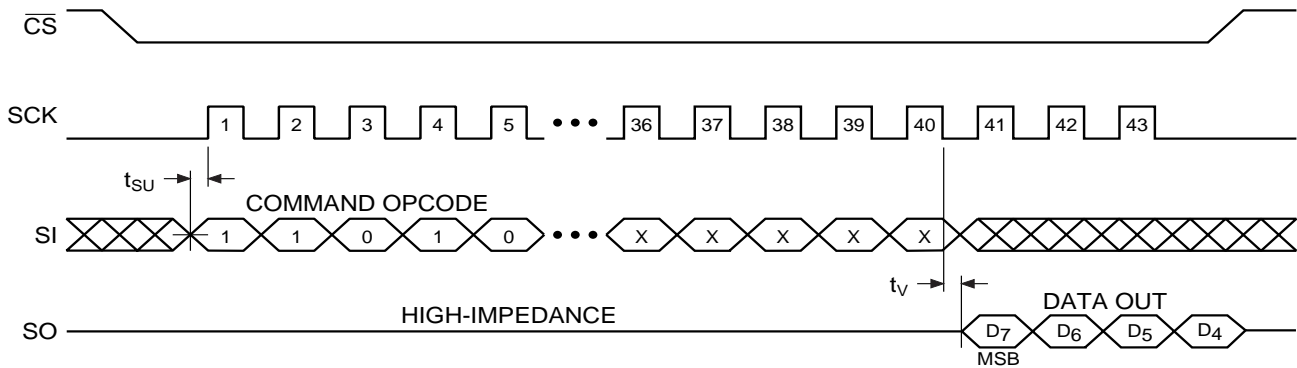 CS
SCK 1 2 3 4 5 ••• 36 37 38 39 40 41 42 43
tSU
COMMAND OPCODE
SI 1 1 0 1 0 ••• X X X X X
tV
HIGH-IMPEDANCE
DATA OUT
SO D7 D6 D5 D4
MSB